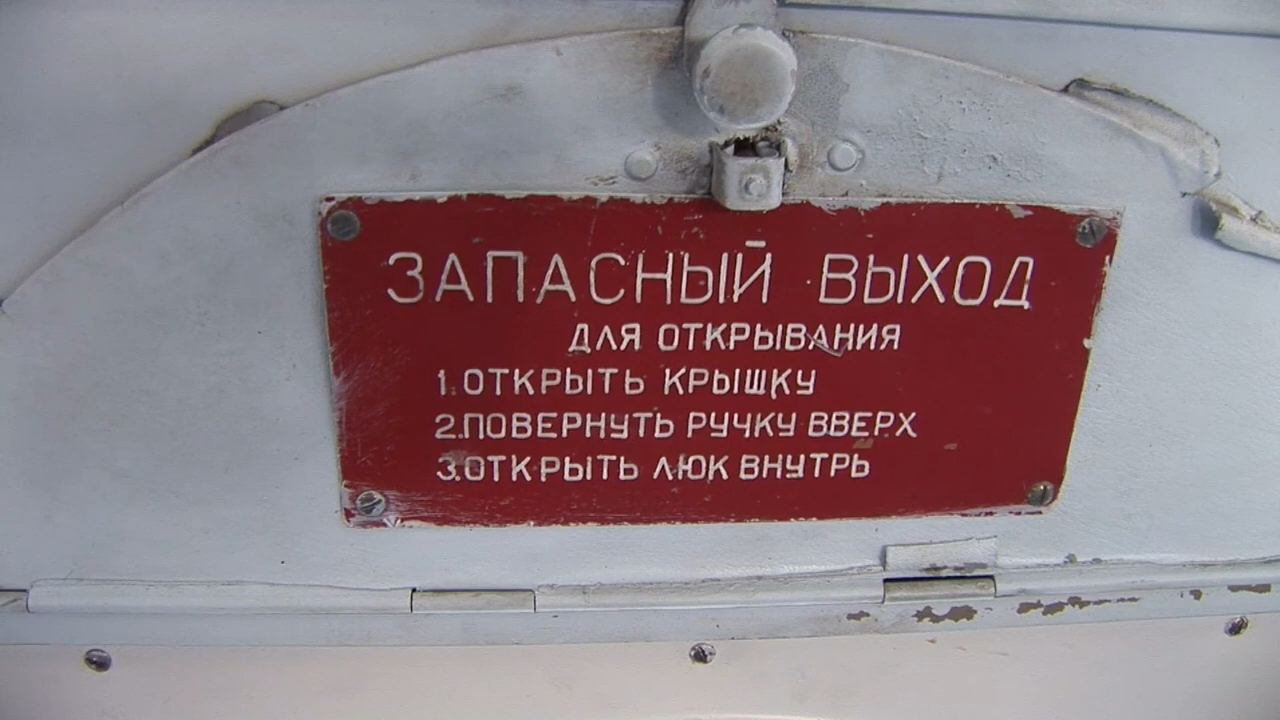 ЗАПАСНЫЙ ВЫХОД
ДЛЯ ОТКРЫВАНИЯ
1.ОТКРЫТЬ КРЫШКУ
2.ПОВЕРНУТЬ РУЧКУ ВВЕРХ
3.ОТКРЫТЬ ЛЮК ВНУТРЬ